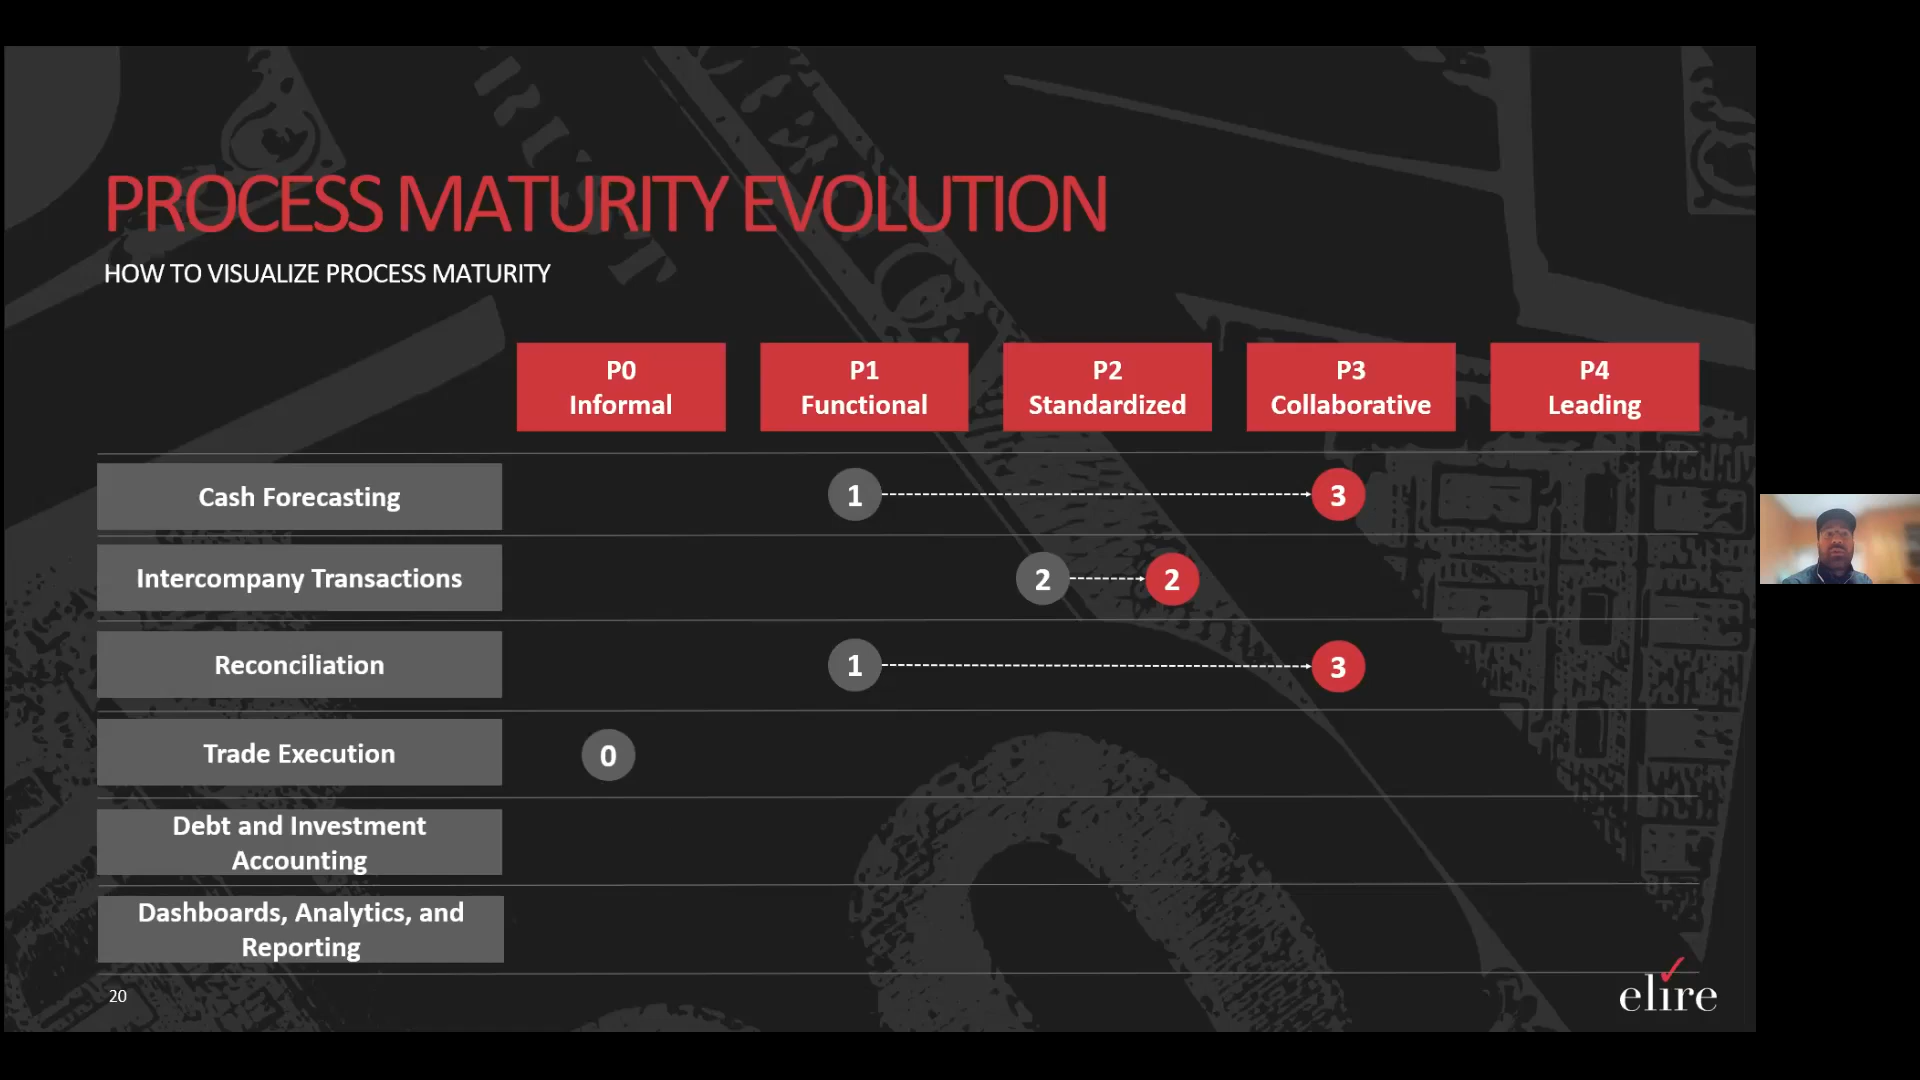 PROCESS MATURITY EVOLUTION
HOW TO VISUALIZE PROCESS MATURITY
P0
Informal
P1
Functional
P2
Standardized
P3
Collaborative
P4
Leading
Cash Forecasting
1
3
Intercompany Transactions
2
2
Reconciliation
1
3
Trade Execution
0
Debt and Investment
Accounting
Dashboards, Analytics, and
Reporting
20
elire